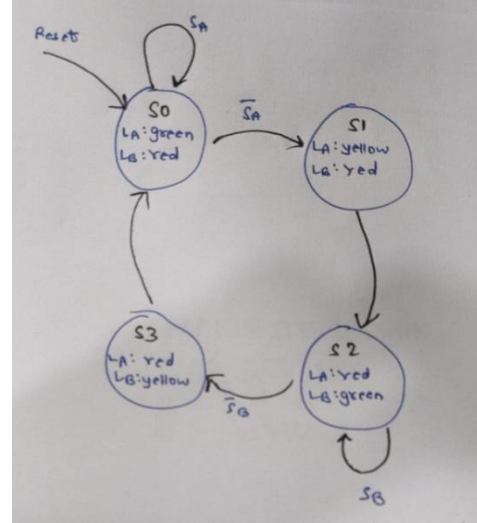 Reset
SA
S0
LA:green
LB:red
S̅A
S1
LA:yellow
LB:red
S3
LA: red
LB:yellow
S2
LA:red
LB:green
S̅B
SB